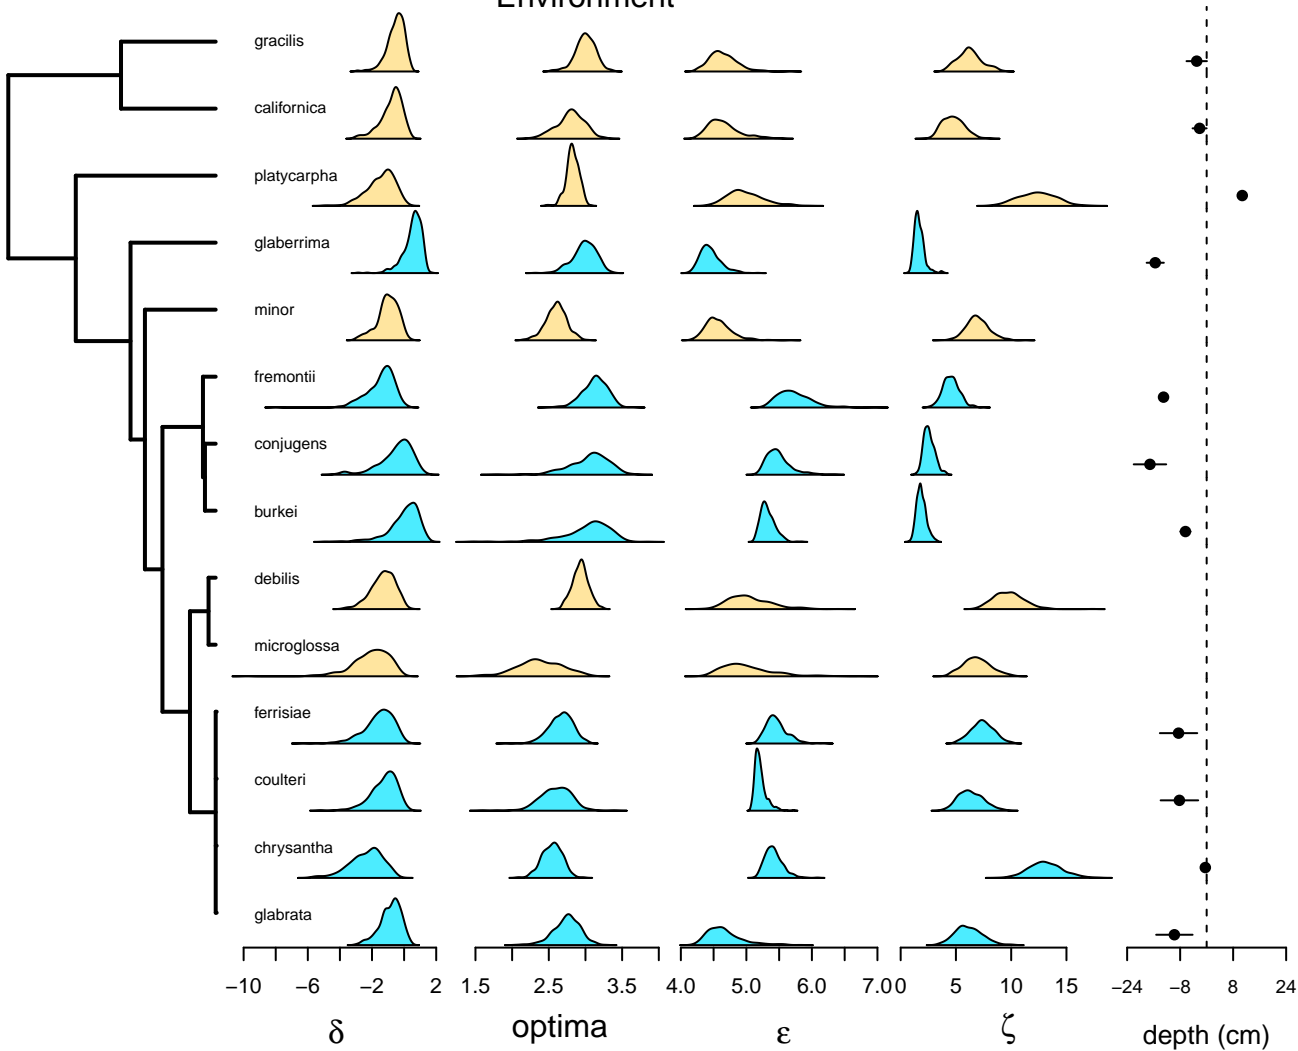 Environment
gracilis
californica
platycarpha
glaberrima
minor
fremontii
conjugens
burkei
debilis
microglossa
ferrisiae
coulteri
chrysantha
glabrata
−10 −6 −2 2 1.5 2.5 3.5 4.0 5.0 6.0 7.0 0 5 10 15 −24 −8 8 24
δ optima ε ζ depth (cm)